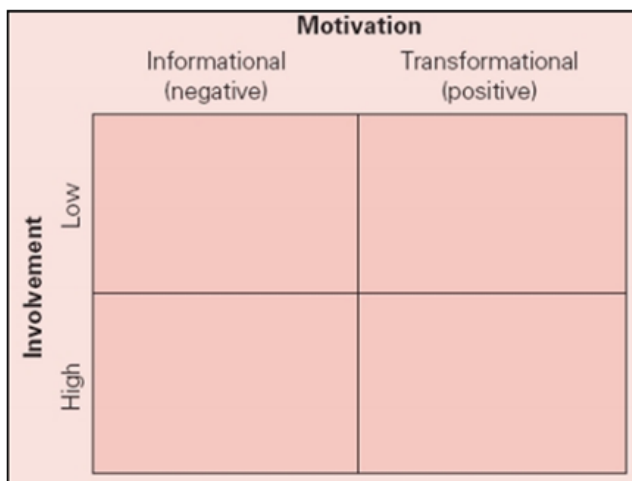 Motivation
Informational
(negative)
Transformational
(positive)
Involvement
Low
High